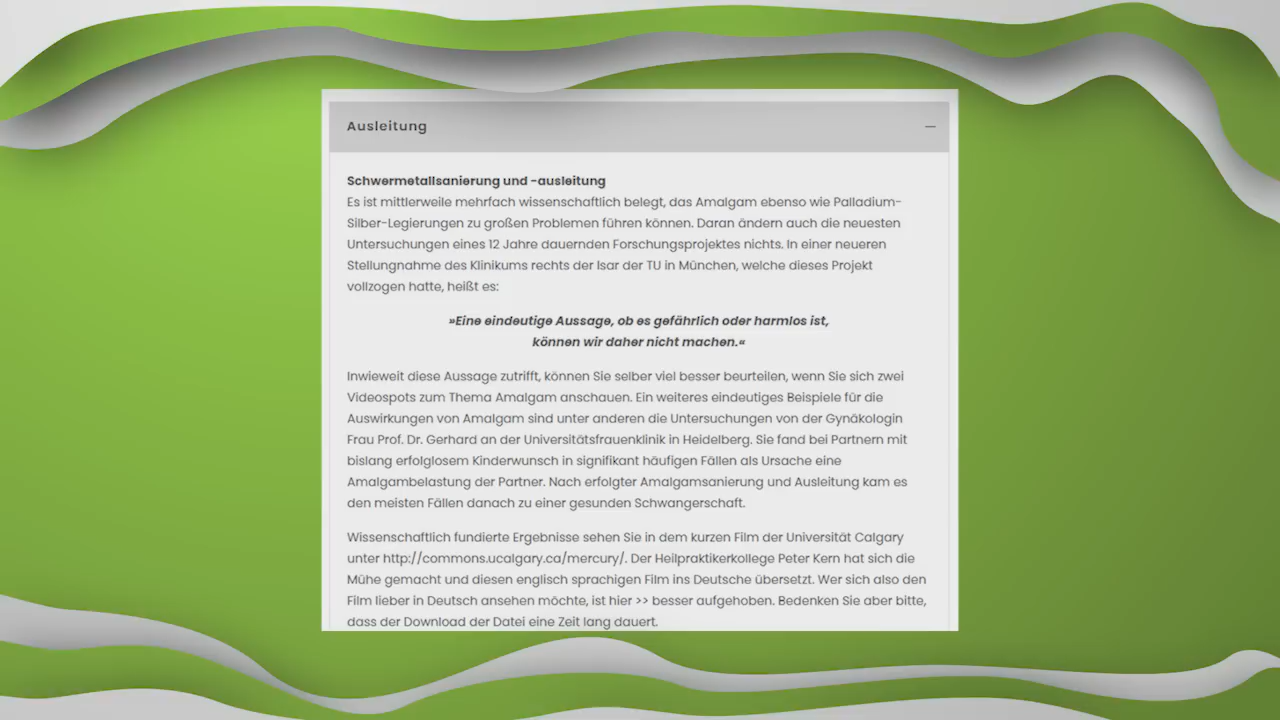 Ausleitung
Schwermetallsanierung und -ausleitung
Es ist mittlerweile mehrfach wissenschaftlich belegt, das Amalgam ebenso wie Palladium-
Silber-Legierungen zu großen Problemen führen können. Daran ändern auch die neuesten
Untersuchungen eines 12 Jahre dauernden Forschungsprojektes nichts. In einer neueren
Stellungnahme des Klinikums rechts der Isar der TU in München, welche dieses Projekt
vollzogen hatte, heißt es:
»Eine eindeutige Aussage, ob es gefährlich oder harmlos ist,
können wir daher nicht machen.«
Inwieweit diese Aussage zutrifft, können Sie selber viel besser beurteilen, wenn Sie sich zwei
Videospots zum Thema Amalgam anschauen. Ein weiteres eindeutiges Beispiele für die
Auswirkungen von Amalgam sind unter anderen die Untersuchungen von der Gynäkologin
Frau Prof. Dr. Gerhard an der Universitätsfrauenklinik in Heidelberg. Sie fand bei Partnern mit
bislang erfolglosem Kinderwunsch in signifikant häufigen Fällen als Ursache eine
Amalgambelastung der Partner. Nach erfolgter Amalgamsanierung und Ausleitung kam es
den meisten Fällen danach zu einer gesunden Schwangerschaft.
Wissenschaftlich fundierte Ergebnisse sehen Sie in dem kurzen Film der Universität Calgary
unter http://commons.ucalgary.ca/mercury/. Der Heilpraktikerkollege Peter Kern hat sich die
Mühe gemacht und diesen englisch sprachigen Film ins Deutsche übersetzt. Wer sich also den
Film lieber in Deutsch ansehen möchte, ist hier >> besser aufgehoben. Bedenken Sie aber bitte,
dass der Download der Datei eine Zeit lang dauert.